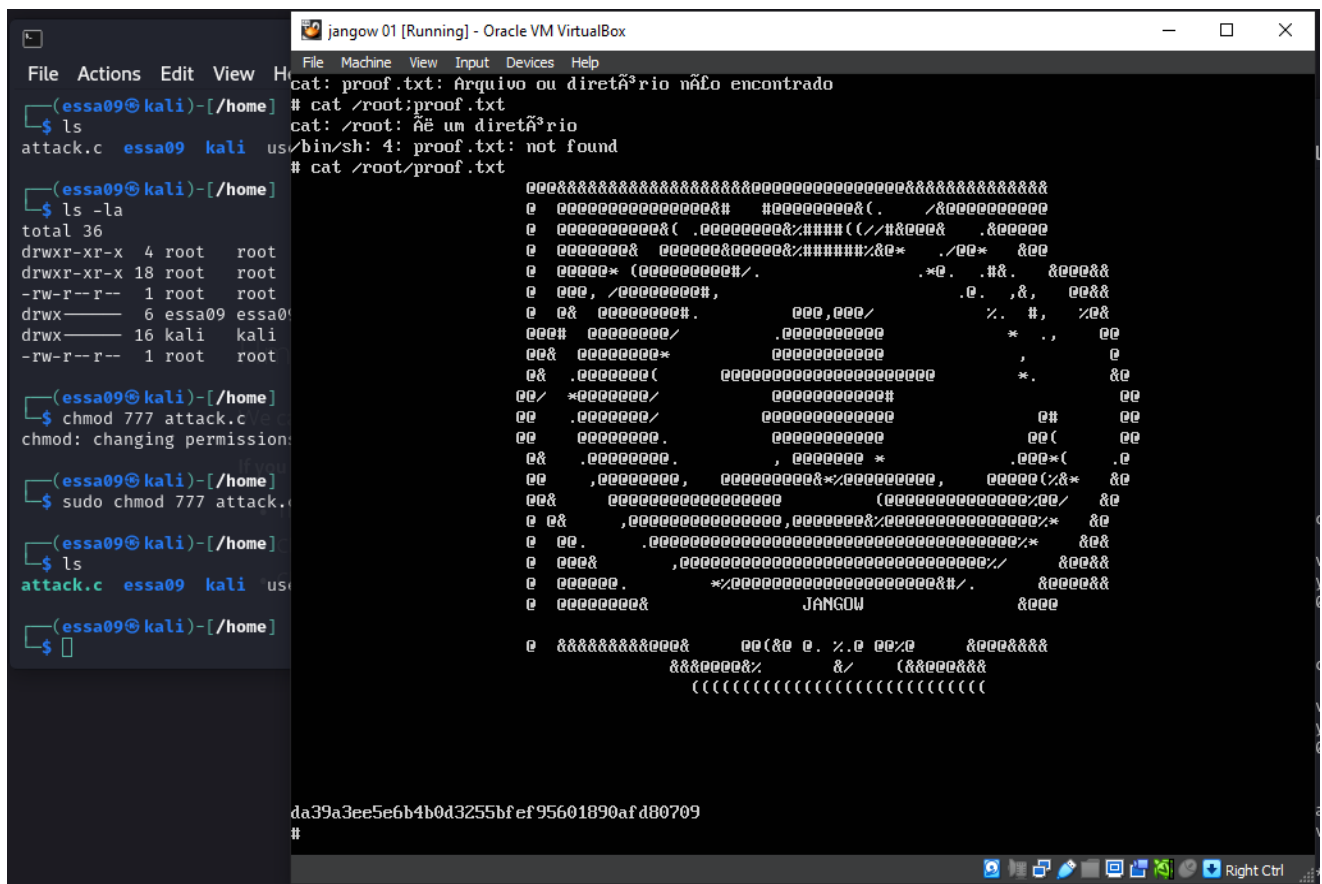 File Actions Edit View
(essa09㉿kali)-[/home]
$ ls
attack.c essa09 kali
(essa09㉿kali)-[/home]
$ ls -la
total 36
drwxr-xr-x 4 root root
drwxr-xr-x 18 root root
-rw-r--r-- 1 root root
drwx------ 6 essa09
drwx------ 16 kali kali
-rw-r--r-- 1 root root
(essa09㉿kali)-[/home]
$ chmod 777 attack.c
chmod: changing
(essa09㉿kali)-[/home]
$ sudo chmod 777
(essa09㉿kali)-[/home]
$ ls
attack.c essa09 kali
(essa09㉿kali)-[/home]
$
jangow 01 [Running] - Oracle VM VirtualBox
File Machine View Input Devices Help
cat: proof.txt: Arquivo ou diretÃ³rio nÃ£o encontrado
# cat /root;proof.txt
cat: /root: Ãë um diretÃ³rio
/bin/sh: 4: proof.txt: not found
# cat /root/proof.txt
JANGOW
da39a3ee5e6b4b0d3255bfef95601890afd80709
#
Right Ctrl